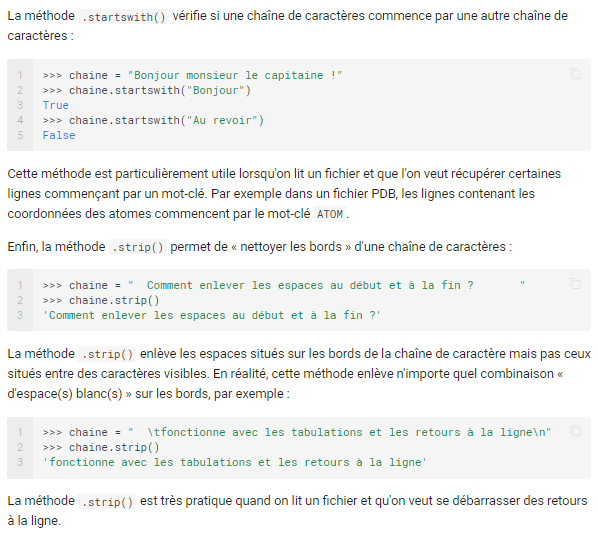 La méthode .startswith() vérifie si une chaîne de caractères commence par une autre chaîne de
caractères :
1 >>> chaine = "Bonjour monsieur le capitaine !"
2 >>> chaine.startswith("Bonjour")
3 True
4 >>> chaine.startswith("Au revoir")
5 False
Cette méthode est particulièrement utile lorsqu'on lit un fichier et que l'on veut récupérer certaines
lignes commençant par un mot-clé. Par exemple dans un fichier PDB, les lignes contenant les
coordonnées des atomes commencent par le mot-clé ATOM.
Enfin, la méthode .strip() permet de « nettoyer les bords » d'une chaîne de caractères :
1 >>> chaine = "  Comment enlever les espaces au début et à la fin ?       "
2 >>> chaine.strip()
3 'Comment enlever les espaces au début et à la fin ?'
La méthode .strip() enlève les espaces situés sur les bords de la chaîne de caractère mais pas ceux
situés entre des caractères visibles. En réalité, cette méthode enlève n'importe quel combinaison «
d'espace(s) blanc(s) » sur les bords, par exemple :
1 >>> chaine = "  \tfonctionne avec les tabulations et les retours à la ligne\n"
2 >>> chaine.strip()
3 'fonctionne avec les tabulations et les retours à la ligne'
La méthode .strip() est très pratique quand on lit un fichier et qu'on veut se débarrasser des retours
à la ligne.